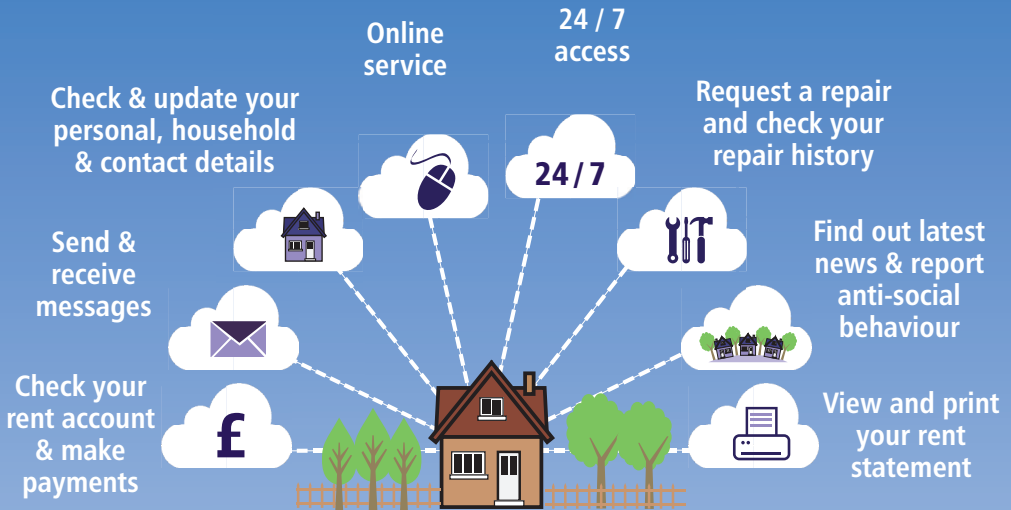 Online
service
24 / 7
access
Check & update your
personal, household
& contact details
Request a repair
and check your
repair history
24 / 7
Send &
receive
messages
Find out latest
news & report
anti-social
behaviour
Check your
rent account
& make
payments
£
View and print
your rent
statement